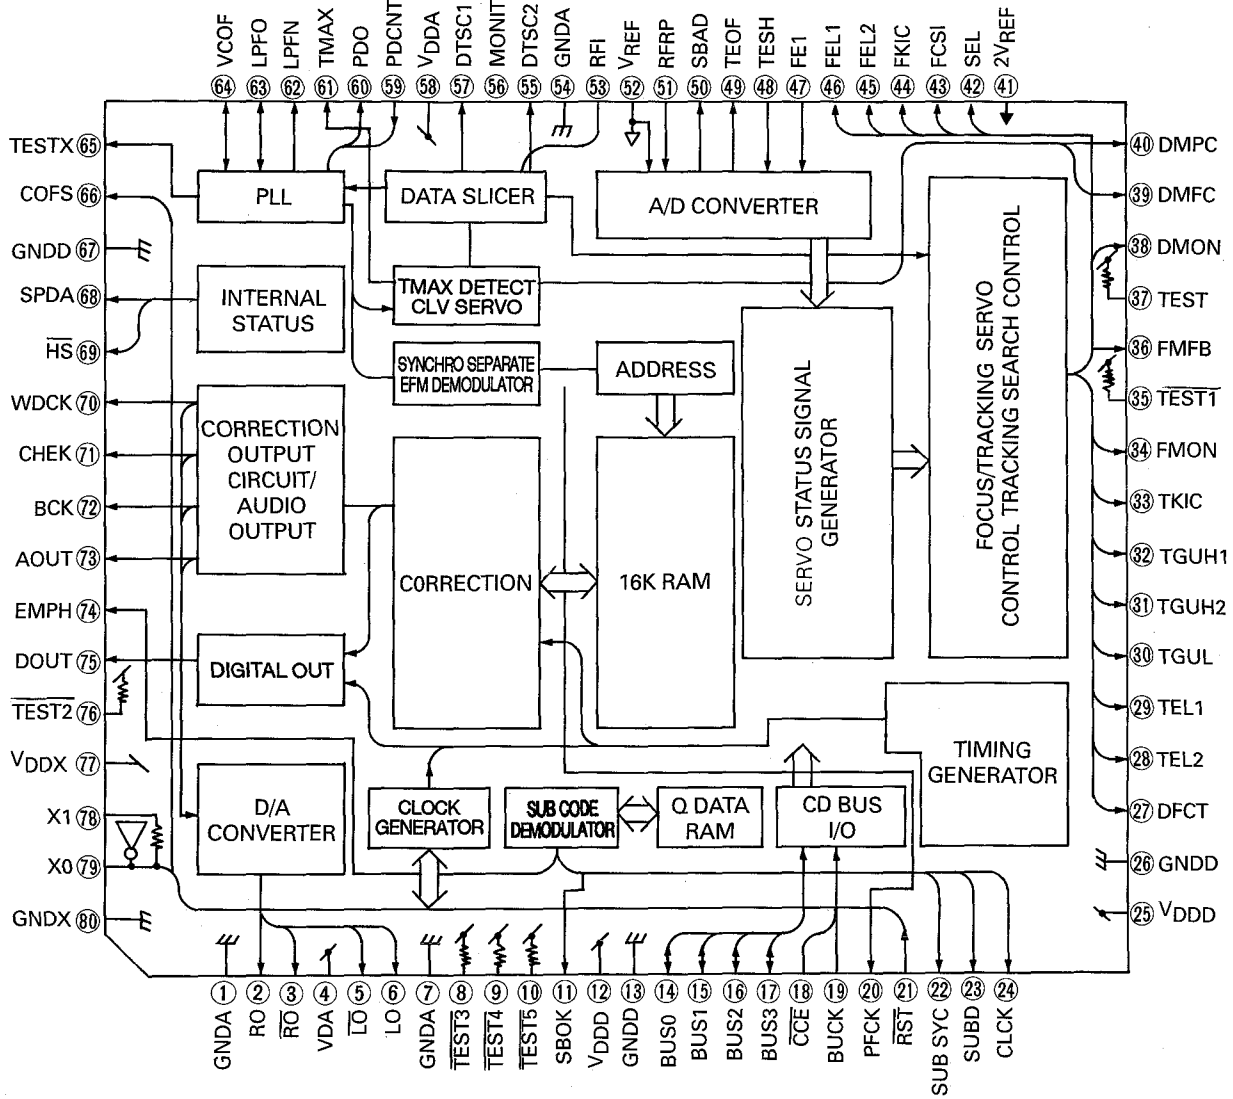 VCOF
LPFO
LPFN
TMAX
PDO
PDCNT
VDDA
DTSC1
MONIT
DTSC2
GNDA
RFI
VREF
RFRP
SBAD
TEOF
TESH
FE1
FEL1
FEL2
FKIC
FCSI
SEL
2VREF
64 63 62 61 60 59 58 57 56 55 54 53 52 51 50 49 48 47 46 45 44 43 42 41
TESTX 65
COFS 66
GNDD 67
SPDA 68
HS 69
WDCK 70
CHEK 71
BCK 72
AOUT 73
EMPH 74
DOUT 75
TEST2 76
VDDX 77
X1 78
X0 79
GNDX 80
PLL
DATA SLICER
A/D CONVERTER
INTERNAL
STATUS
TMAX DETECT
CLV SERVO
SYNCHRO SEPARATE
EFM DEMODULATOR
ADDRESS
CORRECTION
OUTPUT
CIRCUIT/
AUDIO
OUTPUT
C0RRECTION
16K RAM
SERVO STATUS SIGNAL
GENERATOR
FOCUS/TRACKING SERVO
CONTROL TRACKING SEARCH CONTROL
DIGITAL OUT
TIMING
GENERATOR
D/A
CONVERTER
CLOCK
GENERATOR
SUB CODE
DEMODULATOR
Q DATA
RAM
CD BUS
I/O
40 DMPC
39 DMFC
38 DMON
37 TEST
36 FMFB
35 TEST1
34 FMON
33 TKIC
32 TGUH1
31 TGUH2
30 TGUL
29 TEL1
28 TEL2
27 DFCT
26 GNDD
25 VDDD
1 2 3 4 5 6 7 8 9 10 11 12 13 14 15 16 17 18 19 20 21 22 23 24
GNDA
RO
RO
VDA
LO
LO
GNDA
TEST3
TEST4
TEST5
SBOK
VDDD
GNDD
BUS0
BUS1
BUS2
BUS3
CCE
BUCK
PFCK
RST
SUB SYC
SUBD
CLCK